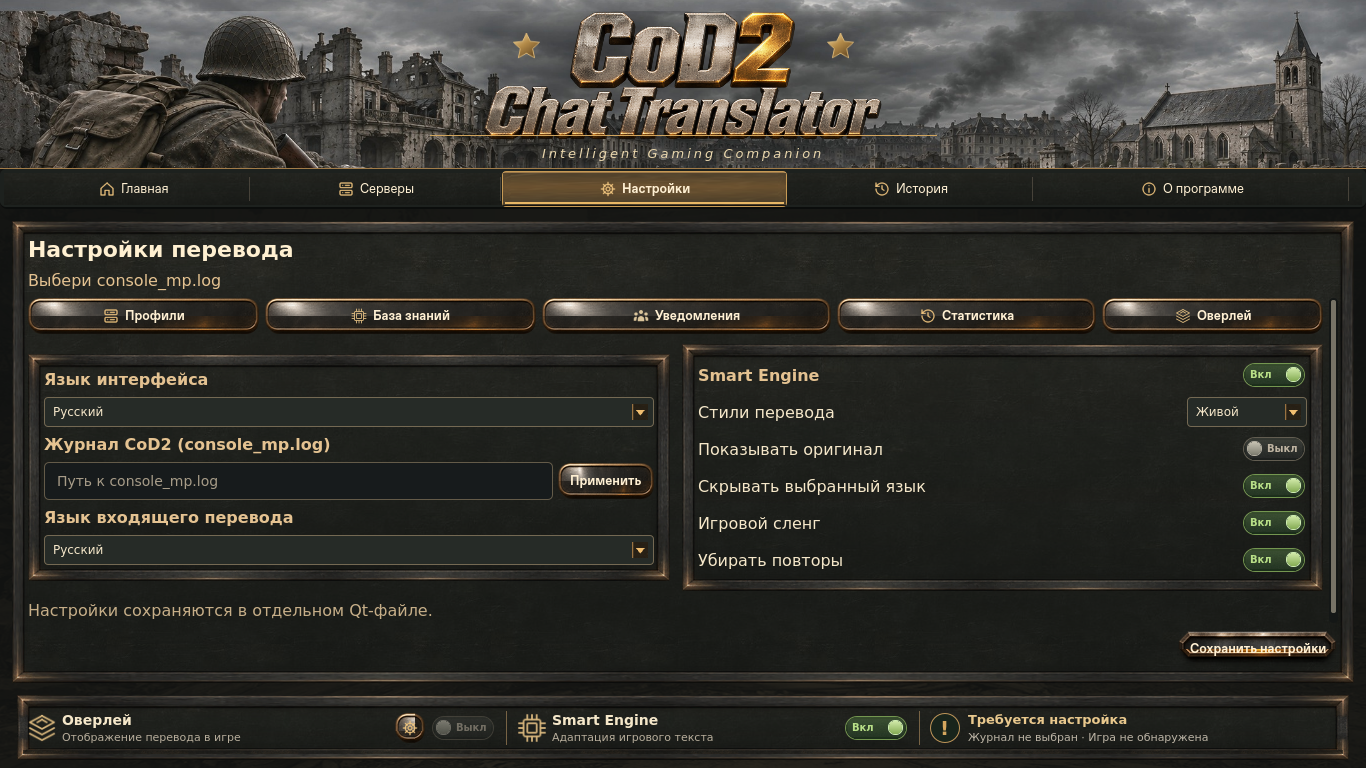 CoD2
Chat Translator
Intelligent Gaming Companion
Главная
Серверы
Настройки
История
О программе
Настройки перевода
Выбери console_mp.log
Профили
База знаний
Уведомления
Статистика
Оверлей
Язык интерфейса
Русский
Журнал CoD2 (console_mp.log)
Путь к console_mp.log
Применить
Язык входящего перевода
Русский
Smart Engine
Вкл
Стили перевода
Живой
Показывать оригинал
Выкл
Скрывать выбранный язык
Вкл
Игровой сленг
Вкл
Убирать повторы
Вкл
Настройки сохраняются в отдельном Qt-файле.
Сохранить настройки
Оверлей
Отображение перевода в игре
Выкл
Smart Engine
Адаптация игрового текста
Вкл
Требуется настройка
Журнал не выбран · Игра не обнаружена